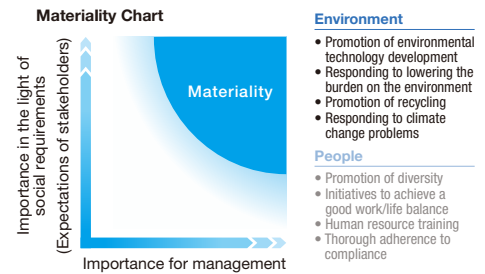 Materiality Chart
Importance in the light of
social requirements
(Expectations of stakeholders)
Materiality
Importance for management
Environment
• Promotion of environmental
technology development
• Responding to lowering the
burden on the environment
• Promotion of recycling
• Responding to climate
change problems
People
• Promotion of diversity
• Initiatives to achieve a
good work/life balance
• Human resource training
• Thorough adherence to
compliance